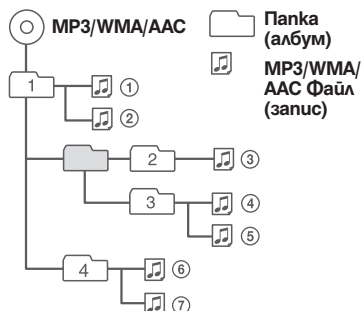 MP3/WMA/AAC
Папка
(албум)
MP3/WMA/
AAC Файл
(запис)
1
①
②
2
③
3
④
⑤
4
⑥
⑦